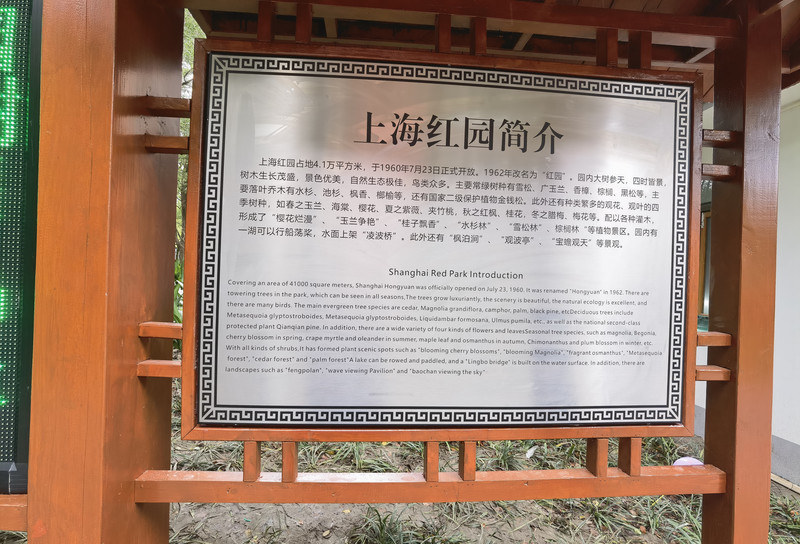 上海红园简介
上海红园占地4.1万平方米，于1960年7月23日正式开放，1962年改名为“红园”。园内大树参天，四时皆景，
树木生长茂盛，景色优美，自然生态极佳，鸟类众多。主要常绿树种有雪松、广玉兰、香樟、棕榈、黑松等，主
要落叶乔木有水杉、池杉、枫香、榔榆等，还有国家二级保护植物金钱松。此外还有种类繁多的观花、观叶的四
季树种，如春之玉兰、海棠、樱花、夏之紫薇、夹竹桃，秋之红枫、桂花，冬之腊梅、梅花等。配以各种灌木，
形成了“樱花烂漫”、“玉兰争艳”、“桂子飘香”、“水杉林”、“雪松林”、棕榈林”等植物景区。园内有
一湖可以行船荡桨，水面上架“凌波桥”。此外还有“枫泊涧”、“观波亭”、“宝蟾观天”等景观。
Shanghai Red Park Introduction
Covering an area of 41000 square meters, Shanghai Hongyuan was officially opened on July 23, 1960. It was renamed "Hongyuan" in 1962. There are
towering trees in the park, which can be seen in all seasons.The trees grow luxuriantly, the scenery is beautiful, the natural ecology is excellent, and
there are many birds. The main evergreen tree species are cedar, Magnolia grandiflora, camphor, palm, black pine, etcDeciduous trees include
Metasequoia glyptostroboides, Metasequoia glyptostroboides, Liquidambar formosana, Ulmus pumila, etc., as well as the national second-class
protected plant Qianqian pine. In addition, there are a wide variety of four kinds of flowers and leavesSeasonal tree species, such as magnolia, Begonia,
cherry blossom in spring, crape myrtle and oleander in summer, maple leaf and osmanthus in autumn, Chimonanthus and plum blossom in winter, etc.
With all kinds of shrubs,It has formed plant scenic spots such as "blooming cherry blossoms", "blooming Magnolia", "fragrant osmanthus", "Metasequoia
forest", "cedar forest" and "palm forest"A lake can be rowed and paddled, and a "Lingbo bridge" is built on the water surface. In addition, there are
landscapes such as "fengpolan", "wave viewing Pavilion" and "baochan viewing the sky"